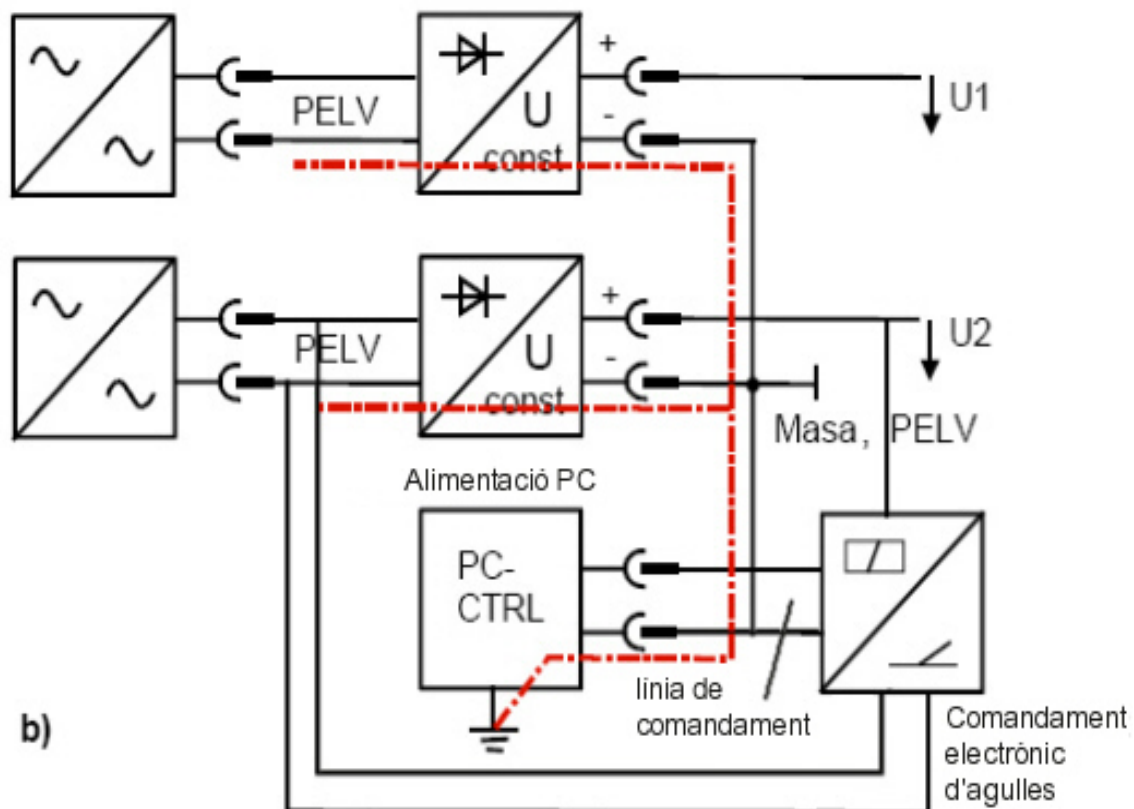 PELV
U
const
+
-
U1
PELV
U
const
+
-
U2
Masa, PELV
Alimentació PC
PC-
CTRL
línia de
comandament
Comandament
electrònic
d'agulles
b)